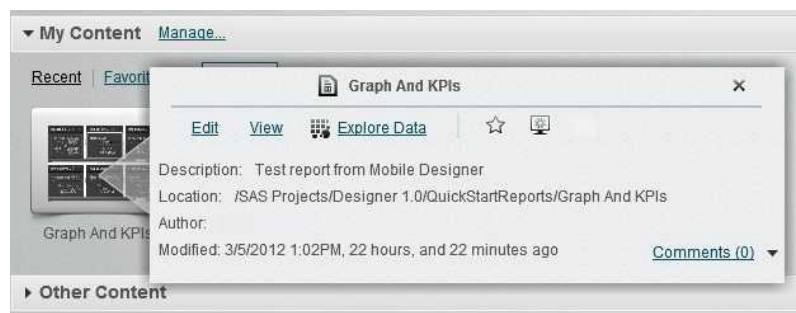 My Content Manage...
Recent Favorit
Graph And KPIs
Edit View Explore Data
Description: Test report from Mobile Designer
Location: /SAS Projects/Designer 1.0/QuickStartReports/Graph And KPIs
Author:
Graph And KPIs
Modified: 3/5/2012 1:02PM, 22 hours, and 22 minutes ago
Comments (0)
Other Content